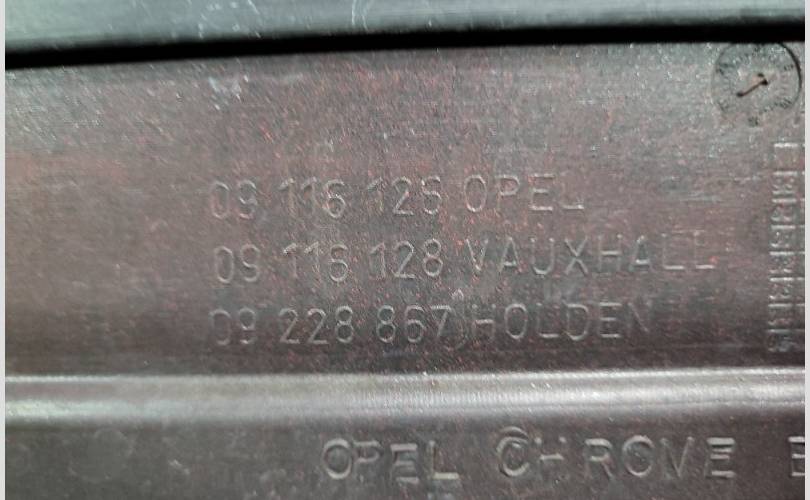 09 116 126 OPEL
09 116 128 VAUXHALL
09 228 867 HOLDEN
OPEL CHROME